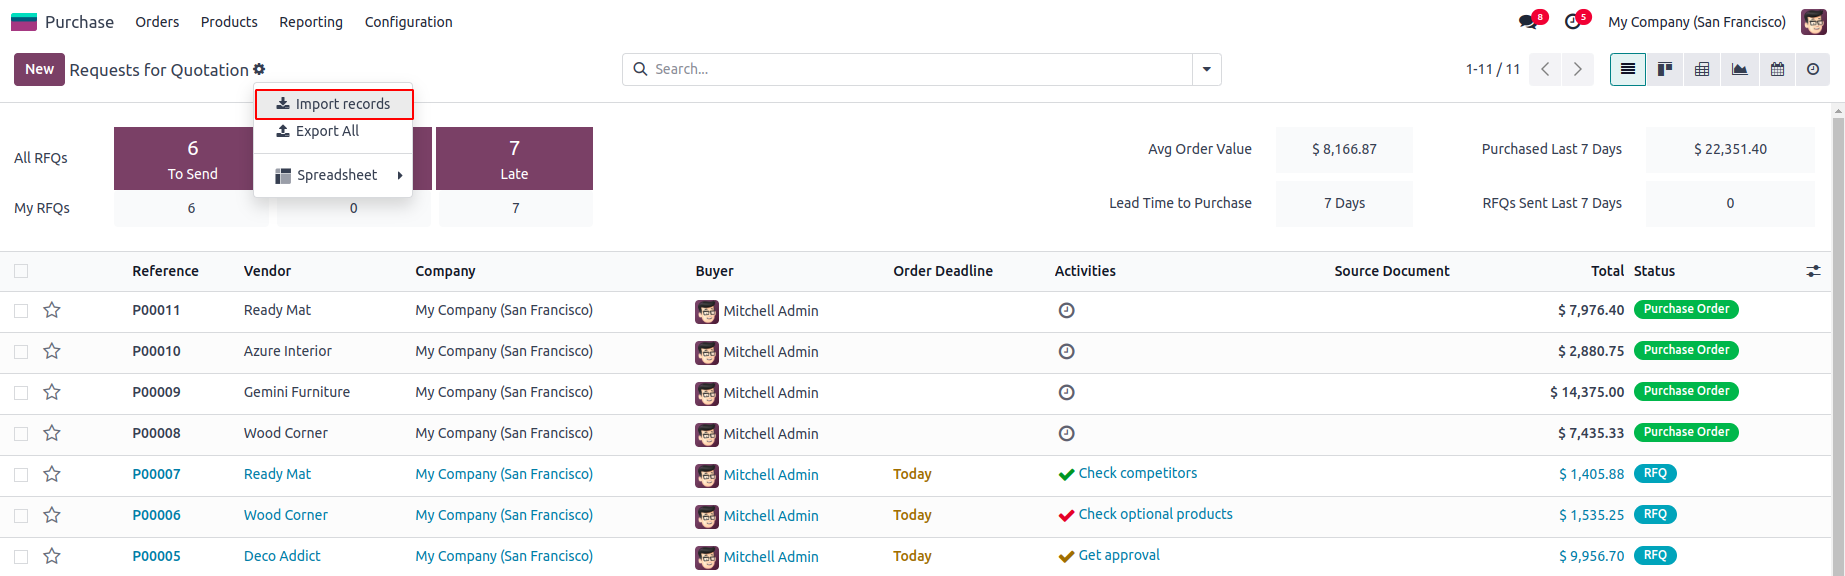 Purchase Orders Products Reporting Configuration 8 5 My Company (San Francisco)
New Requests for Quotation Search... 1-11 / 11
Import records
Export All
Spreadsheet
All RFQs 6 To Send 7 Late Avg Order Value $ 8,166.87 Purchased Last 7 Days $ 22,351.40
My RFQs 6 0 7 Lead Time to Purchase 7 Days RFQs Sent Last 7 Days 0
Reference Vendor Company Buyer Order Deadline Activities Source Document Total Status
P00011 Ready Mat My Company (San Francisco) Mitchell Admin $ 7,976.40 Purchase Order
P00010 Azure Interior My Company (San Francisco) Mitchell Admin $ 2,880.75 Purchase Order
P00009 Gemini Furniture My Company (San Francisco) Mitchell Admin $ 14,375.00 Purchase Order
P00008 Wood Corner My Company (San Francisco) Mitchell Admin $ 7,435.33 Purchase Order
P00007 Ready Mat My Company (San Francisco) Mitchell Admin Today Check competitors $ 1,405.88 RFQ
P00006 Wood Corner My Company (San Francisco) Mitchell Admin Today Check optional products $ 1,535.25 RFQ
P00005 Deco Addict My Company (San Francisco) Mitchell Admin Today Get approval $ 9,956.70 RFQ